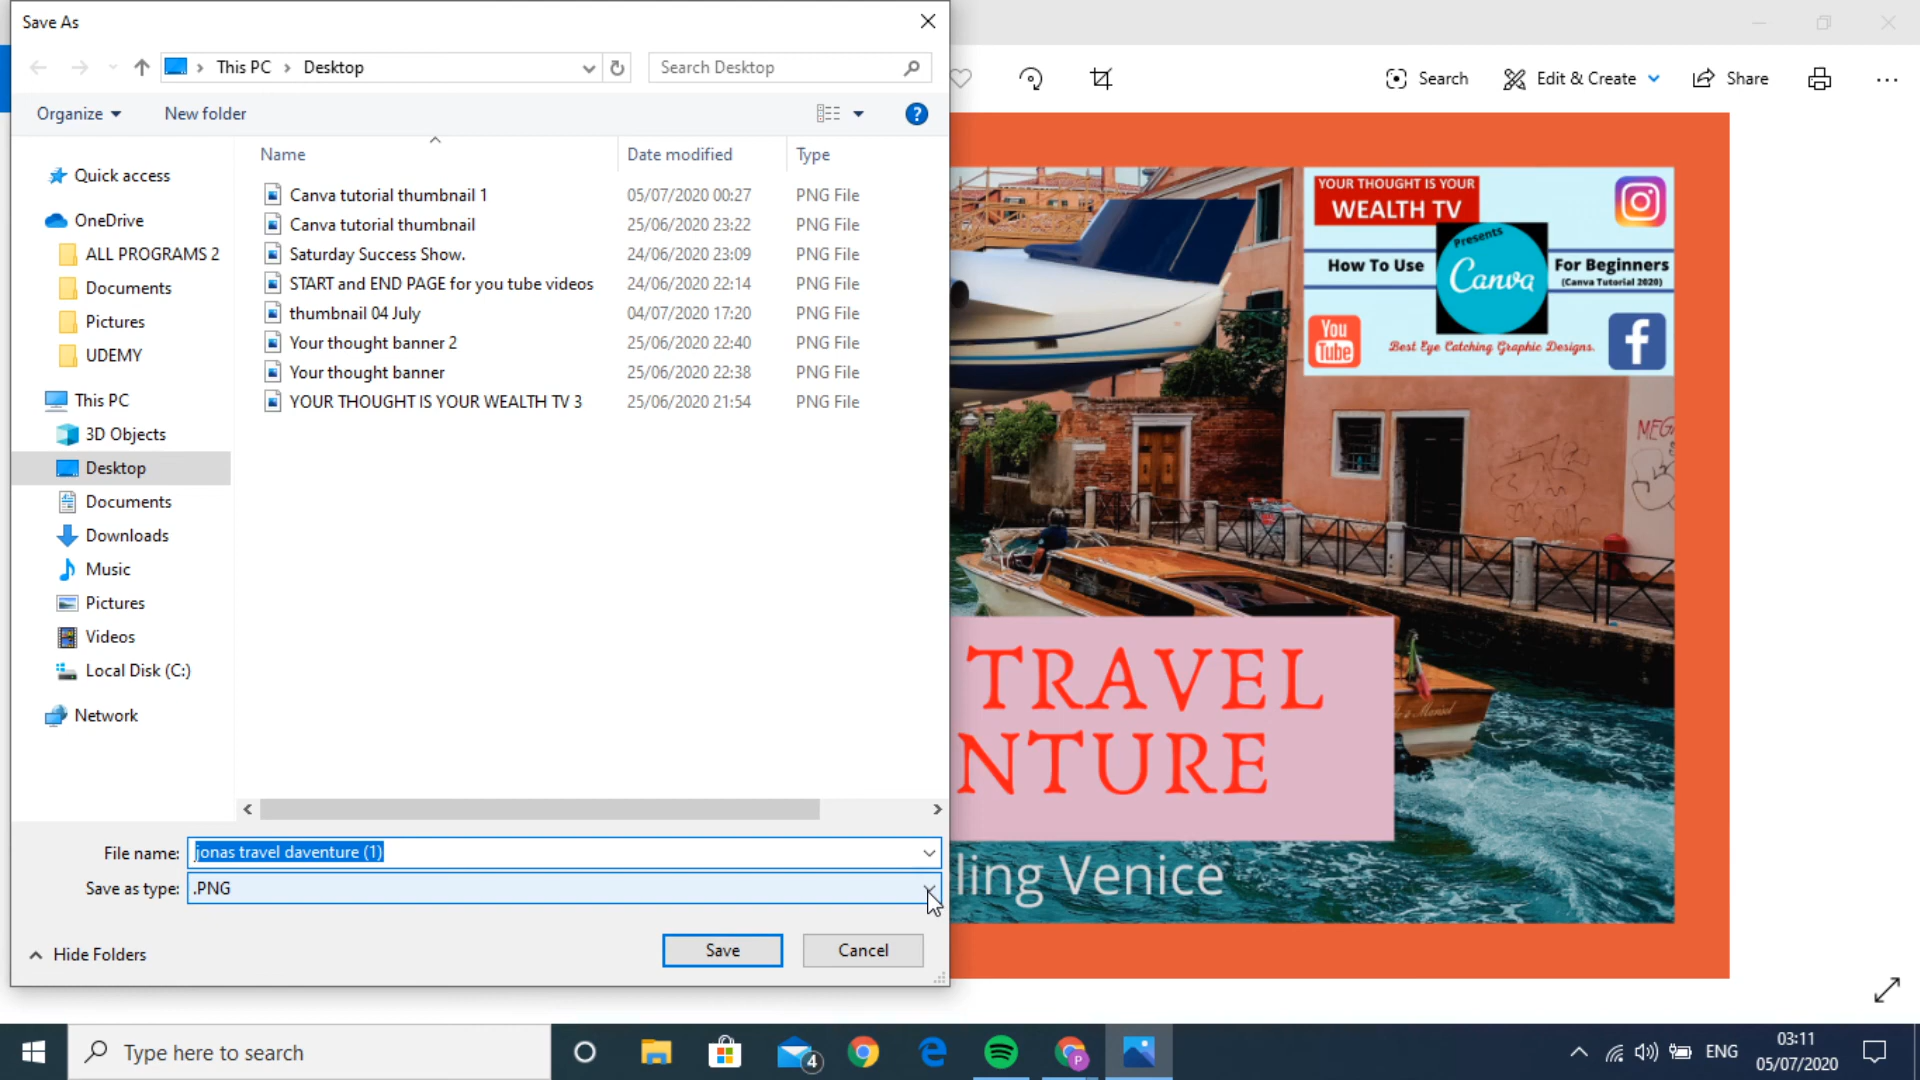 Save As
This PC
Desktop
Search Desktop
Search
Edit & Create
Share
Organize
New folder
Name
Date modified
Type
Quick access
OneDrive
ALL PROGRAMS 2
Documents
Pictures
UDEMY
This PC
3D Objects
Desktop
Documents
Downloads
Music
Pictures
Videos
Local Disk (C:)
Network
Canva tutorial thumbnail 1 05/07/2020 00:27 PNG File
Canva tutorial thumbnail 25/06/2020 23:22 PNG File
Saturday Success Show. 24/06/2020 23:09 PNG File
START and END PAGE for you tube videos 24/06/2020 22:14 PNG File
thumbnail 04 July 04/07/2020 17:20 PNG File
Your thought banner 2 25/06/2020 22:40 PNG File
Your thought banner 25/06/2020 22:38 PNG File
YOUR THOUGHT IS YOUR WEALTH TV 3 25/06/2020 21:54 PNG File
File name: jonas travel daventure (1)
Save as type: .PNG
Hide Folders
Save
Cancel
YOUR THOUGHT IS YOUR
WEALTH TV
Presents
How To Use
Canva
For Beginners
(Canva Tutorial 2020)
You
Tube
Best Eye Catching Graphic Designs.
f
MEG
TRAVEL
NTURE
ling Venice
Type here to search
4
P
ENG
03:11
05/07/2020